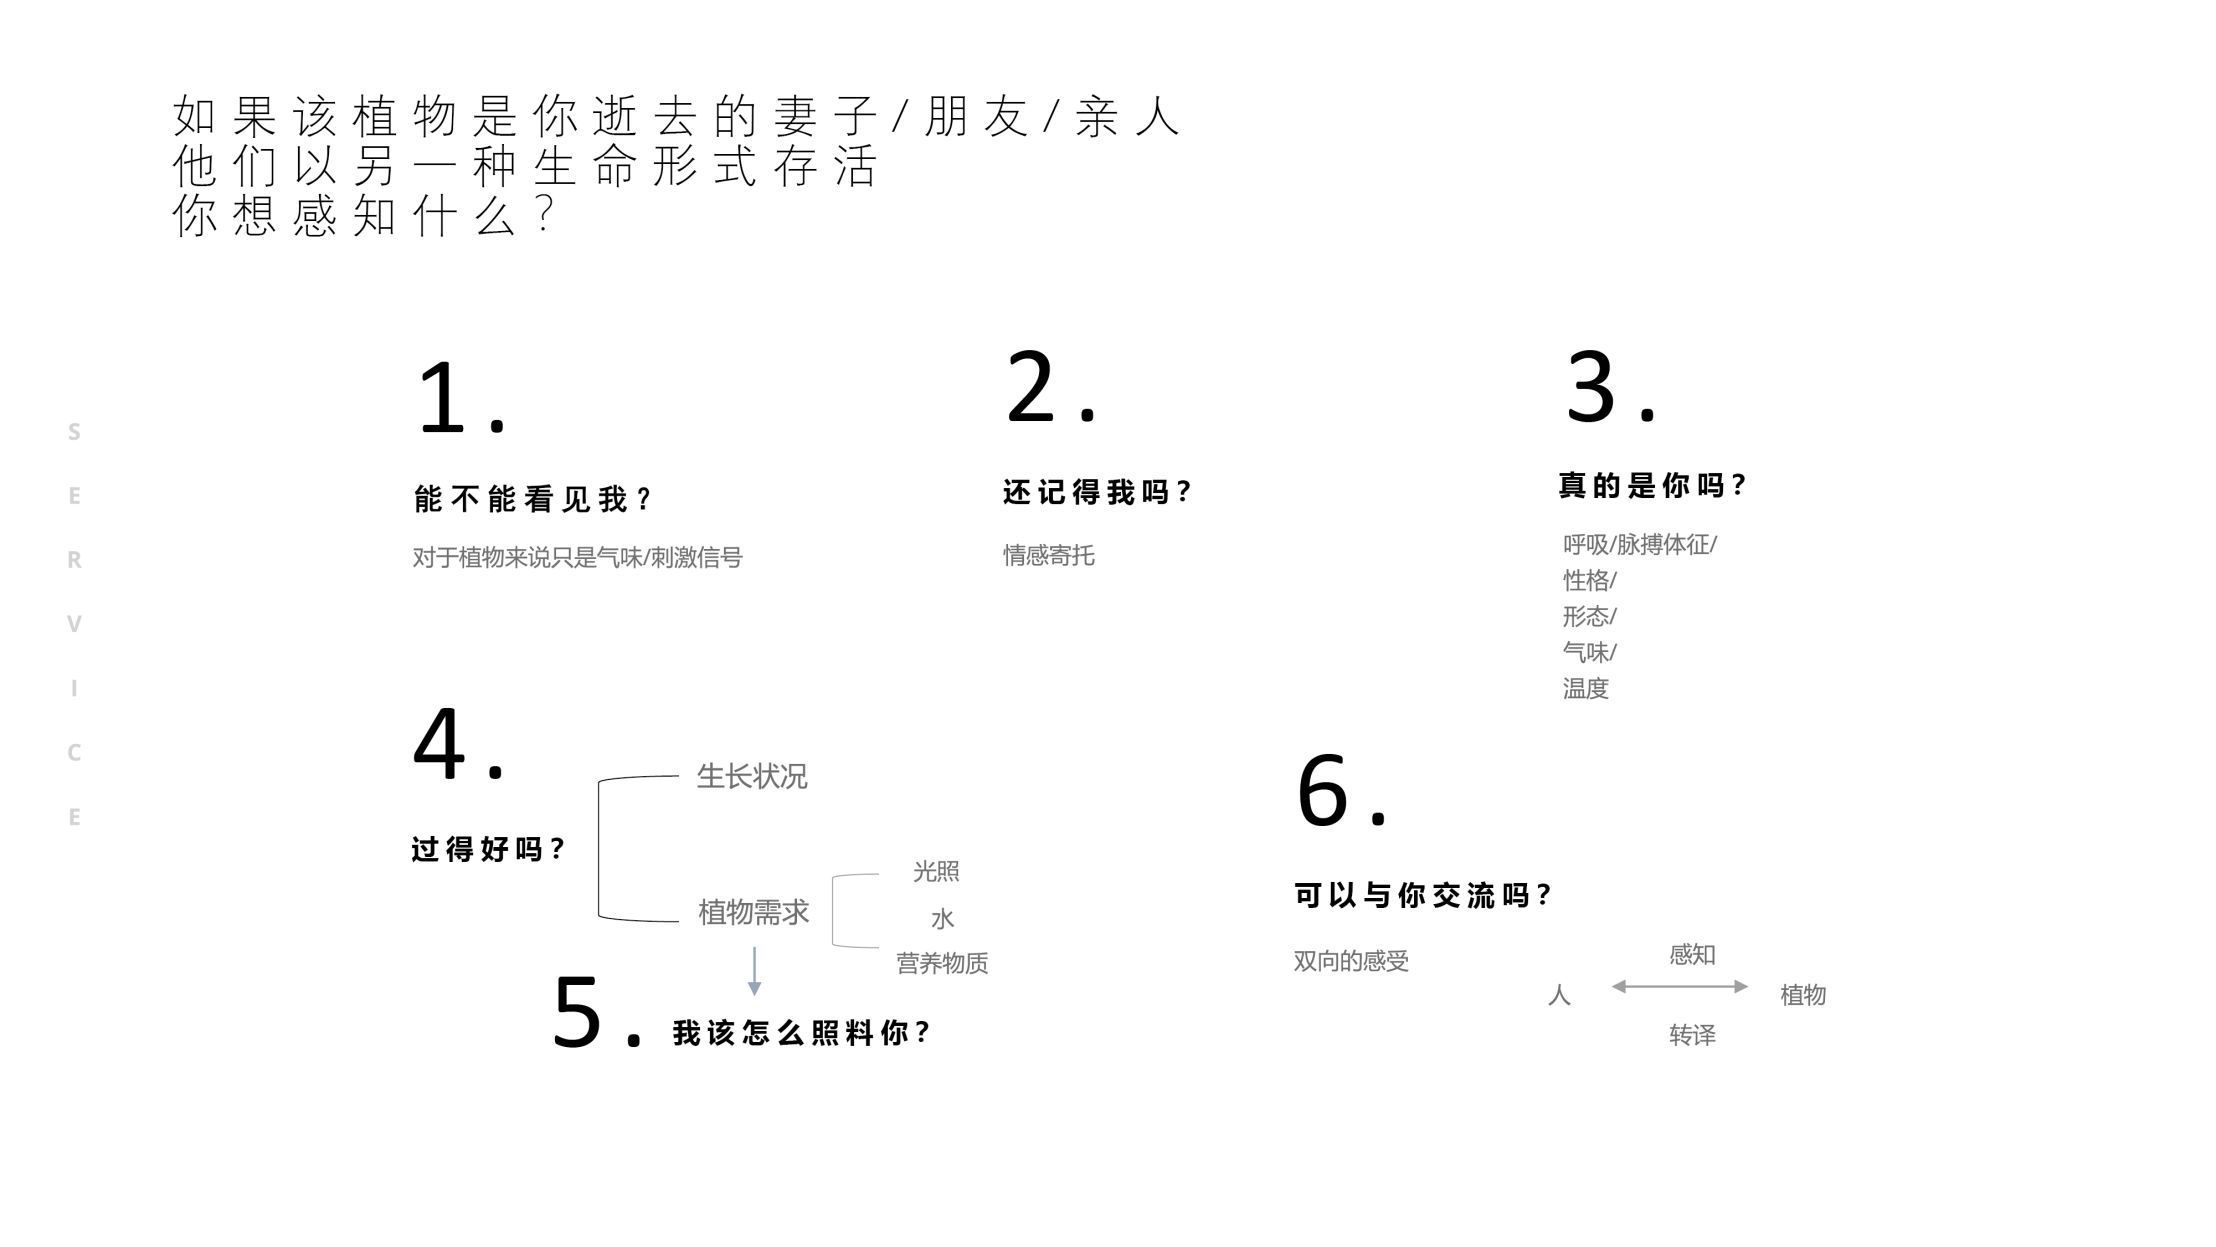 如果该植物是你逝去的妻子/朋友/亲人
他们以另一种生命形式存活
你想感知什么？
S
E
R
V
I
C
E
1.
能不能看见我？
对于植物来说只是气味/刺激信号
2.
还记得我吗？
情感寄托
3.
真的是你吗？
呼吸/脉搏体征/
性格/
形态/
气味/
温度
4.
过得好吗？
生长状况
植物需求
光照
水
营养物质
5.
我该怎么照料你？
6.
可以与你交流吗？
双向的感受
感知
人
植物
转译